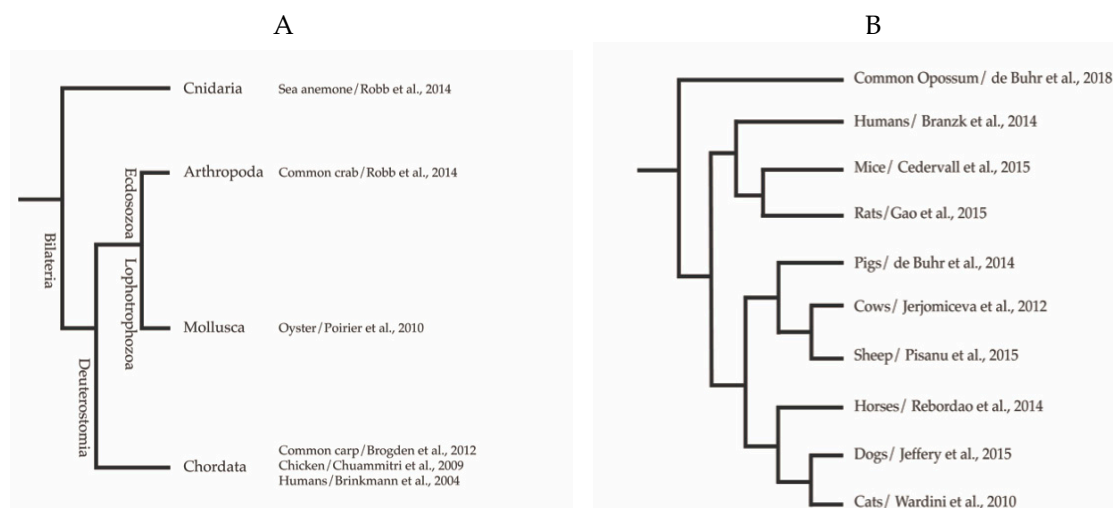 A
B
Cnidaria
Sea anemone/Robb et al., 2014
Ecdosozoa
Arthropoda
Common crab/Robb et al., 2014
Bilateria
Lophotrophozoa
Mollusca
Oyster/Poirier et al., 2010
Deuterostomia
Chordata
Common carp/Brogden et al., 2012
Chicken/Chuammitri et al., 2009
Humans/Brinkmann et al., 2004
Common Opossum/ de Buhr et al., 2018
Humans/ Branzk et al., 2014
Mice/ Cedervall et al., 2015
Rats/Gao et al., 2015
Pigs/ de Buhr et al., 2014
Cows/ Jerjomiceva et al., 2012
Sheep/ Pisanu et al., 2015
Horses/ Rebordao et al., 2014
Dogs/ Jeffery et al., 2015
Cats/ Wardini et al., 2010